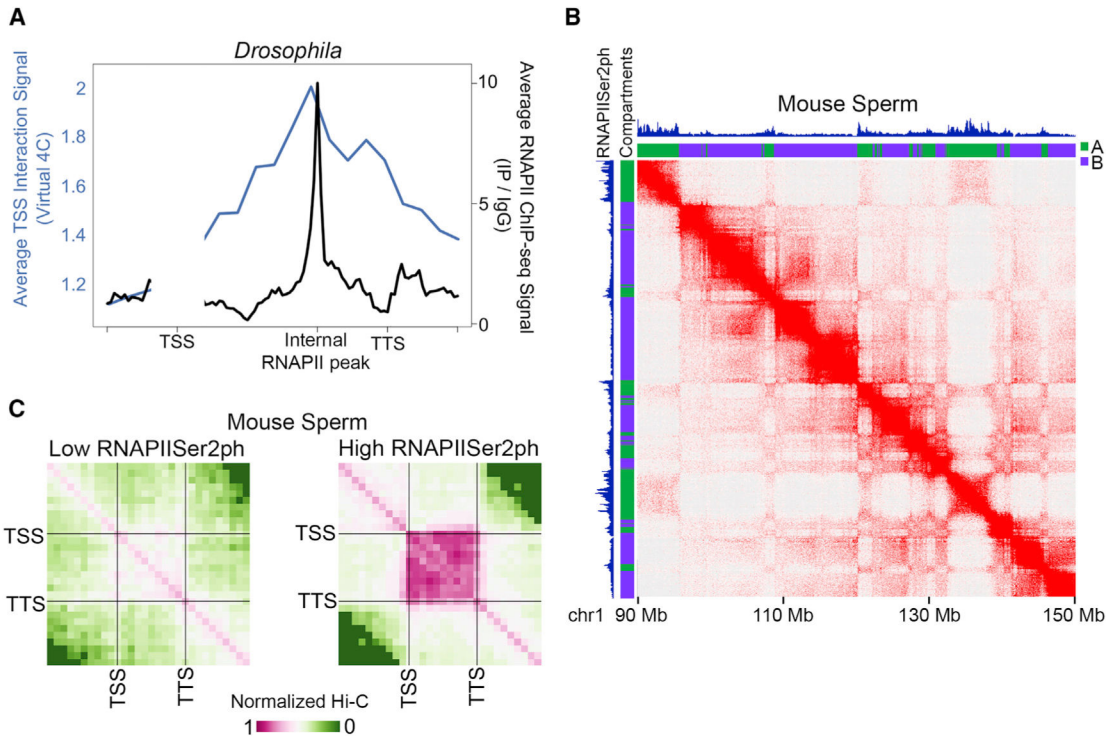 A
Drosophila
Average TSS Interaction Signal
(Virtual 4C)
2
1.8
1.6
1.4
1.2
10
5
0
Average RNAPII ChIP-seq Signal
(IP / IgG)
TSS
Internal
RNAPII peak
TTS
B
RNAPIISer2ph
Compartments
Mouse Sperm
A
B
chr1 90 Mb
110 Mb
130 Mb
150 Mb
C
Mouse Sperm
Low RNAPIISer2ph
High RNAPIISer2ph
TSS
TTS
TSS
TTS
TSS
TTS
TSS
TTS
Normalized Hi-C
1
0